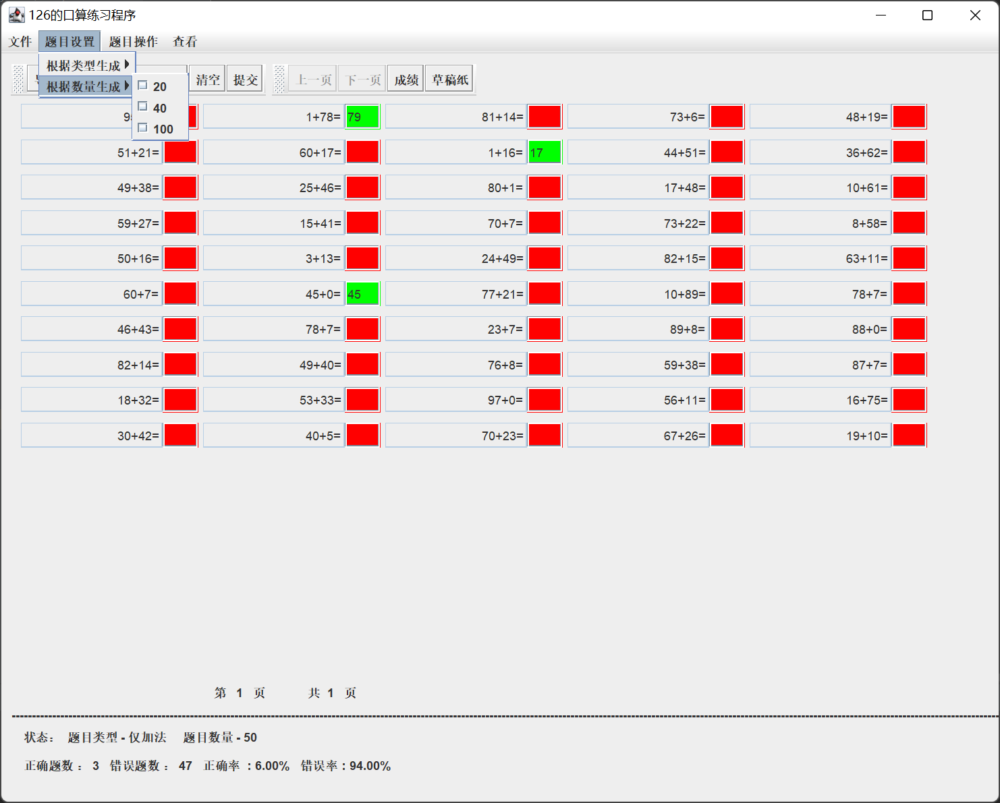 126的口算练习程序
文件 题目设置 题目操作 查看
根据类型生成
根据数量生成
20
40
100
清空 提交 上一页 下一页 成绩 草稿纸
1+78= 79 81+14= 73+6= 48+19=
51+21= 60+17= 1+16= 17 44+51= 36+62=
49+38= 25+46= 80+1= 17+48= 10+61=
59+27= 15+41= 70+7= 73+22= 8+58=
50+16= 3+13= 24+49= 82+15= 63+11=
60+7= 45+0= 45 77+21= 10+89= 78+7=
46+43= 78+7= 23+7= 89+8= 88+0=
82+14= 49+40= 76+8= 59+38= 87+7=
18+32= 53+33= 97+0= 56+11= 16+75=
30+42= 40+5= 70+23= 67+26= 19+10=
第 1 页 共 1 页
状态： 题目类型 - 仅加法 题目数量 - 50
正确题数 ： 3 错误题数 ： 47 正确率 ：6.00% 错误率：94.00%